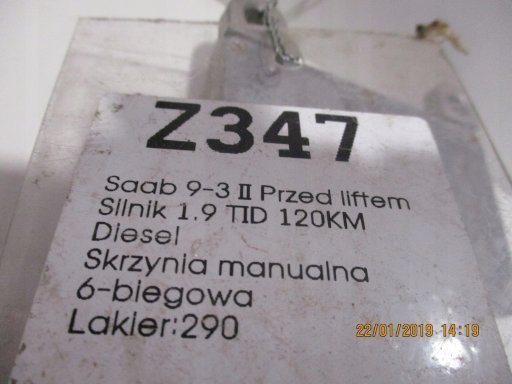 Z347
Saab 9-3 II Przed liftem
Silnik 1.9 TID 120KM
Diesel
Skrzynia manualna
6-biegowa
Lakier:290
22/01/2019 14:19